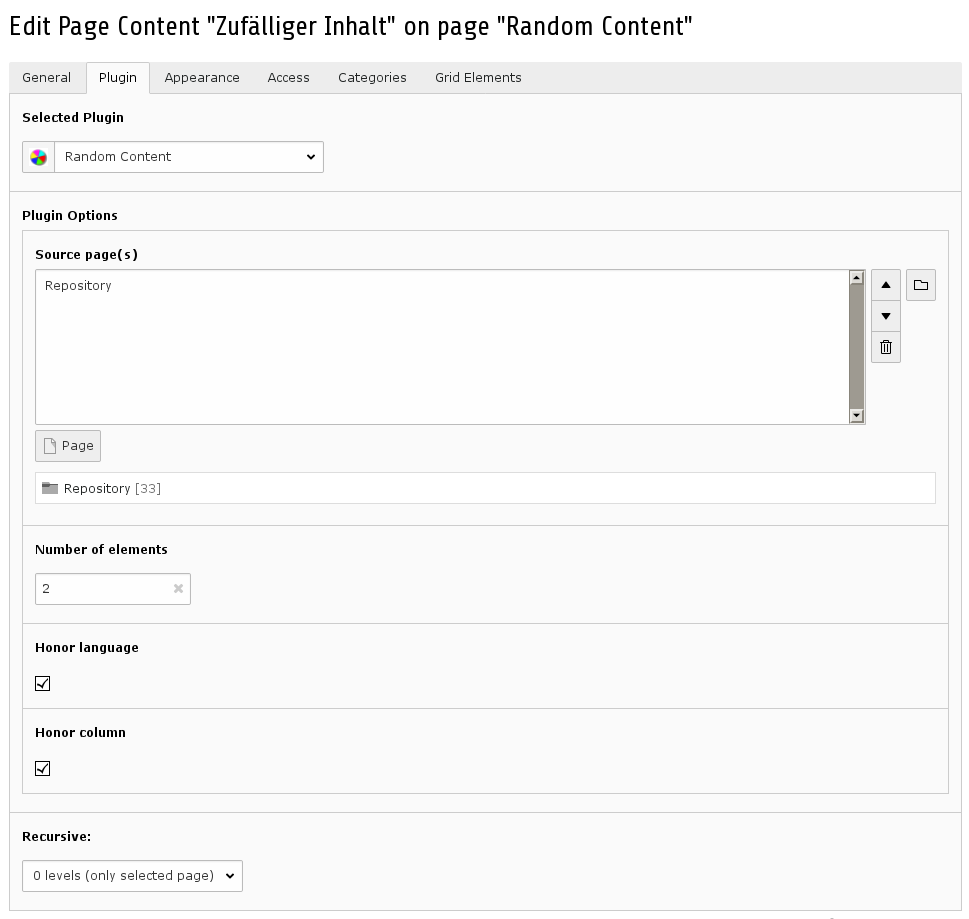 Edit Page Content "Zufälliger Inhalt" on page "Random Content"
General Plugin Appearance Access Categories Grid Elements
Selected Plugin
Random Content
Plugin Options
Source page(s)
Repository
Page
Repository [33]
Number of elements
2
Honor language
Honor column
Recursive:
0 levels (only selected page)